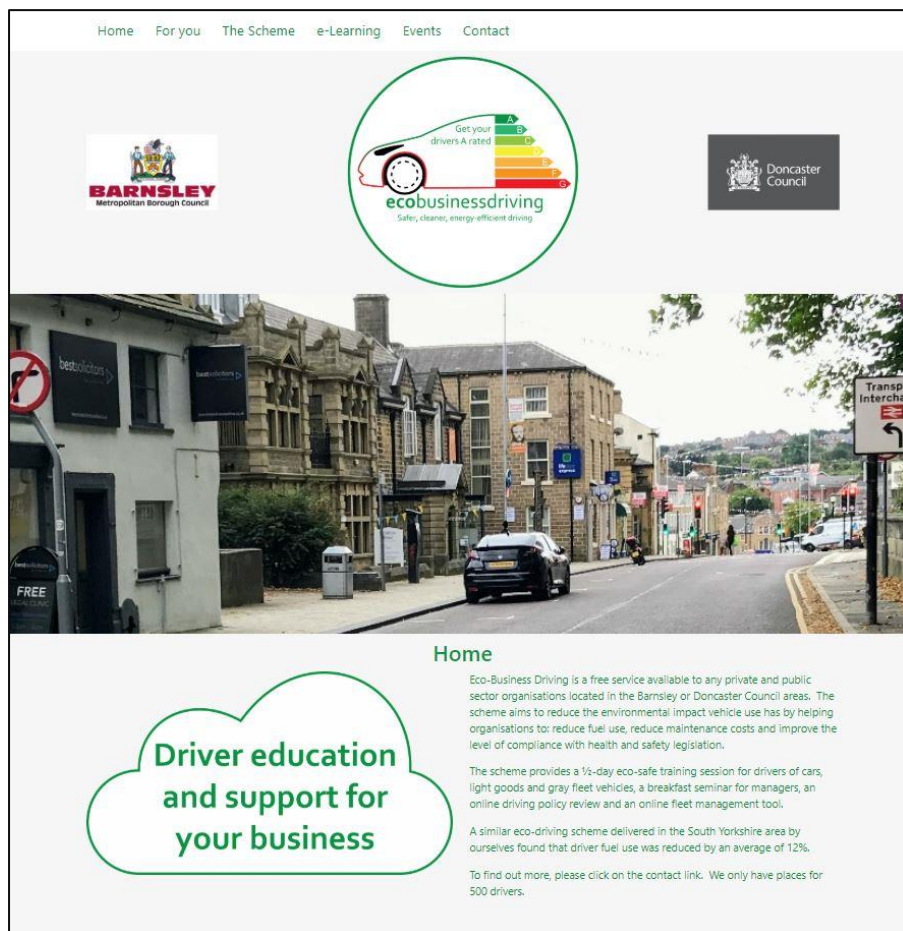 Home For you The Scheme e-Learning Events Contact
BARNSLEY
Metropolitan Borough Council
Get your
drivers A rated
A
B
C
D
E
F
G
ecobusinessdriving
Safer, cleaner, energy-efficient driving
Doncaster
Council
bestsolicitors
bestsolicitors
Transp
Intercha
life
express
bestsolicitors
FREE
LEGAL CLINIC
Home
Driver education
and support for
your business
Eco-Business Driving is a free service available to any private and public
sector organisations located in the Barnsley or Doncaster Council areas. The
scheme aims to reduce the environmental impact vehicle use has by helping
organisations to: reduce fuel use, reduce maintenance costs and improve the
level of compliance with health and safety legislation.
The scheme provides a ½-day eco-safe training session for drivers of cars,
light goods and gray fleet vehicles, a breakfast seminar for managers, an
online driving policy review and an online fleet management tool.
A similar eco-driving scheme delivered in the South Yorkshire area by
ourselves found that driver fuel use was reduced by an average of 12%.
To find out more, please click on the contact link. We only have places for
500 drivers.